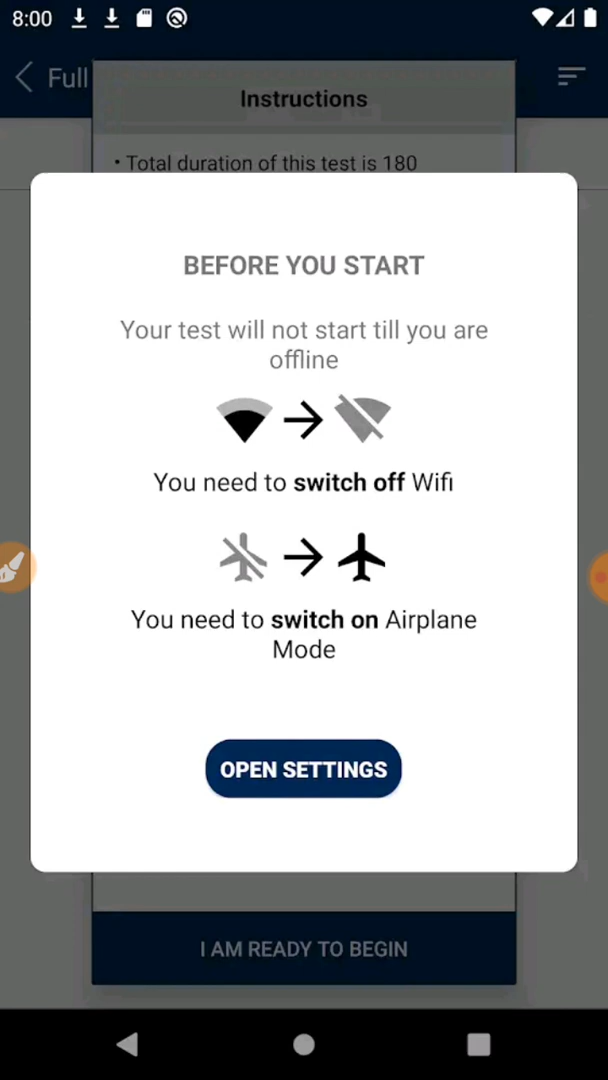 8:00
Full
Instructions
• Total duration of this test is 180
BEFORE YOU START
Your test will not start till you are
offline
You need to switch off Wifi
You need to switch on Airplane
Mode
OPEN SETTINGS
I AM READY TO BEGIN